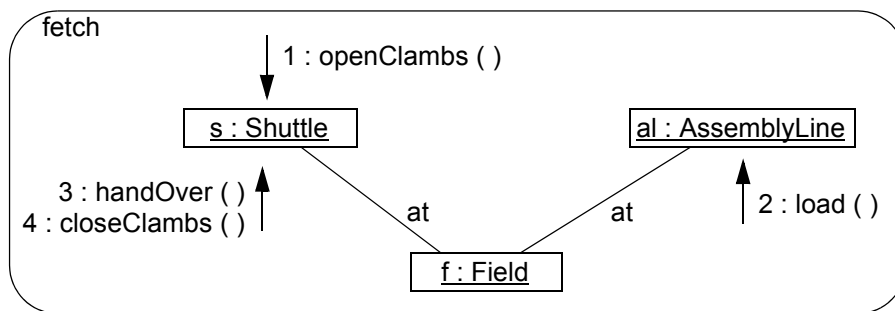 fetch
1 : openClambs ( )
s : Shuttle
al : AssemblyLine
3 : handOver ( )
4 : closeClambs ( )
at
at
2 : load ( )
f : Field